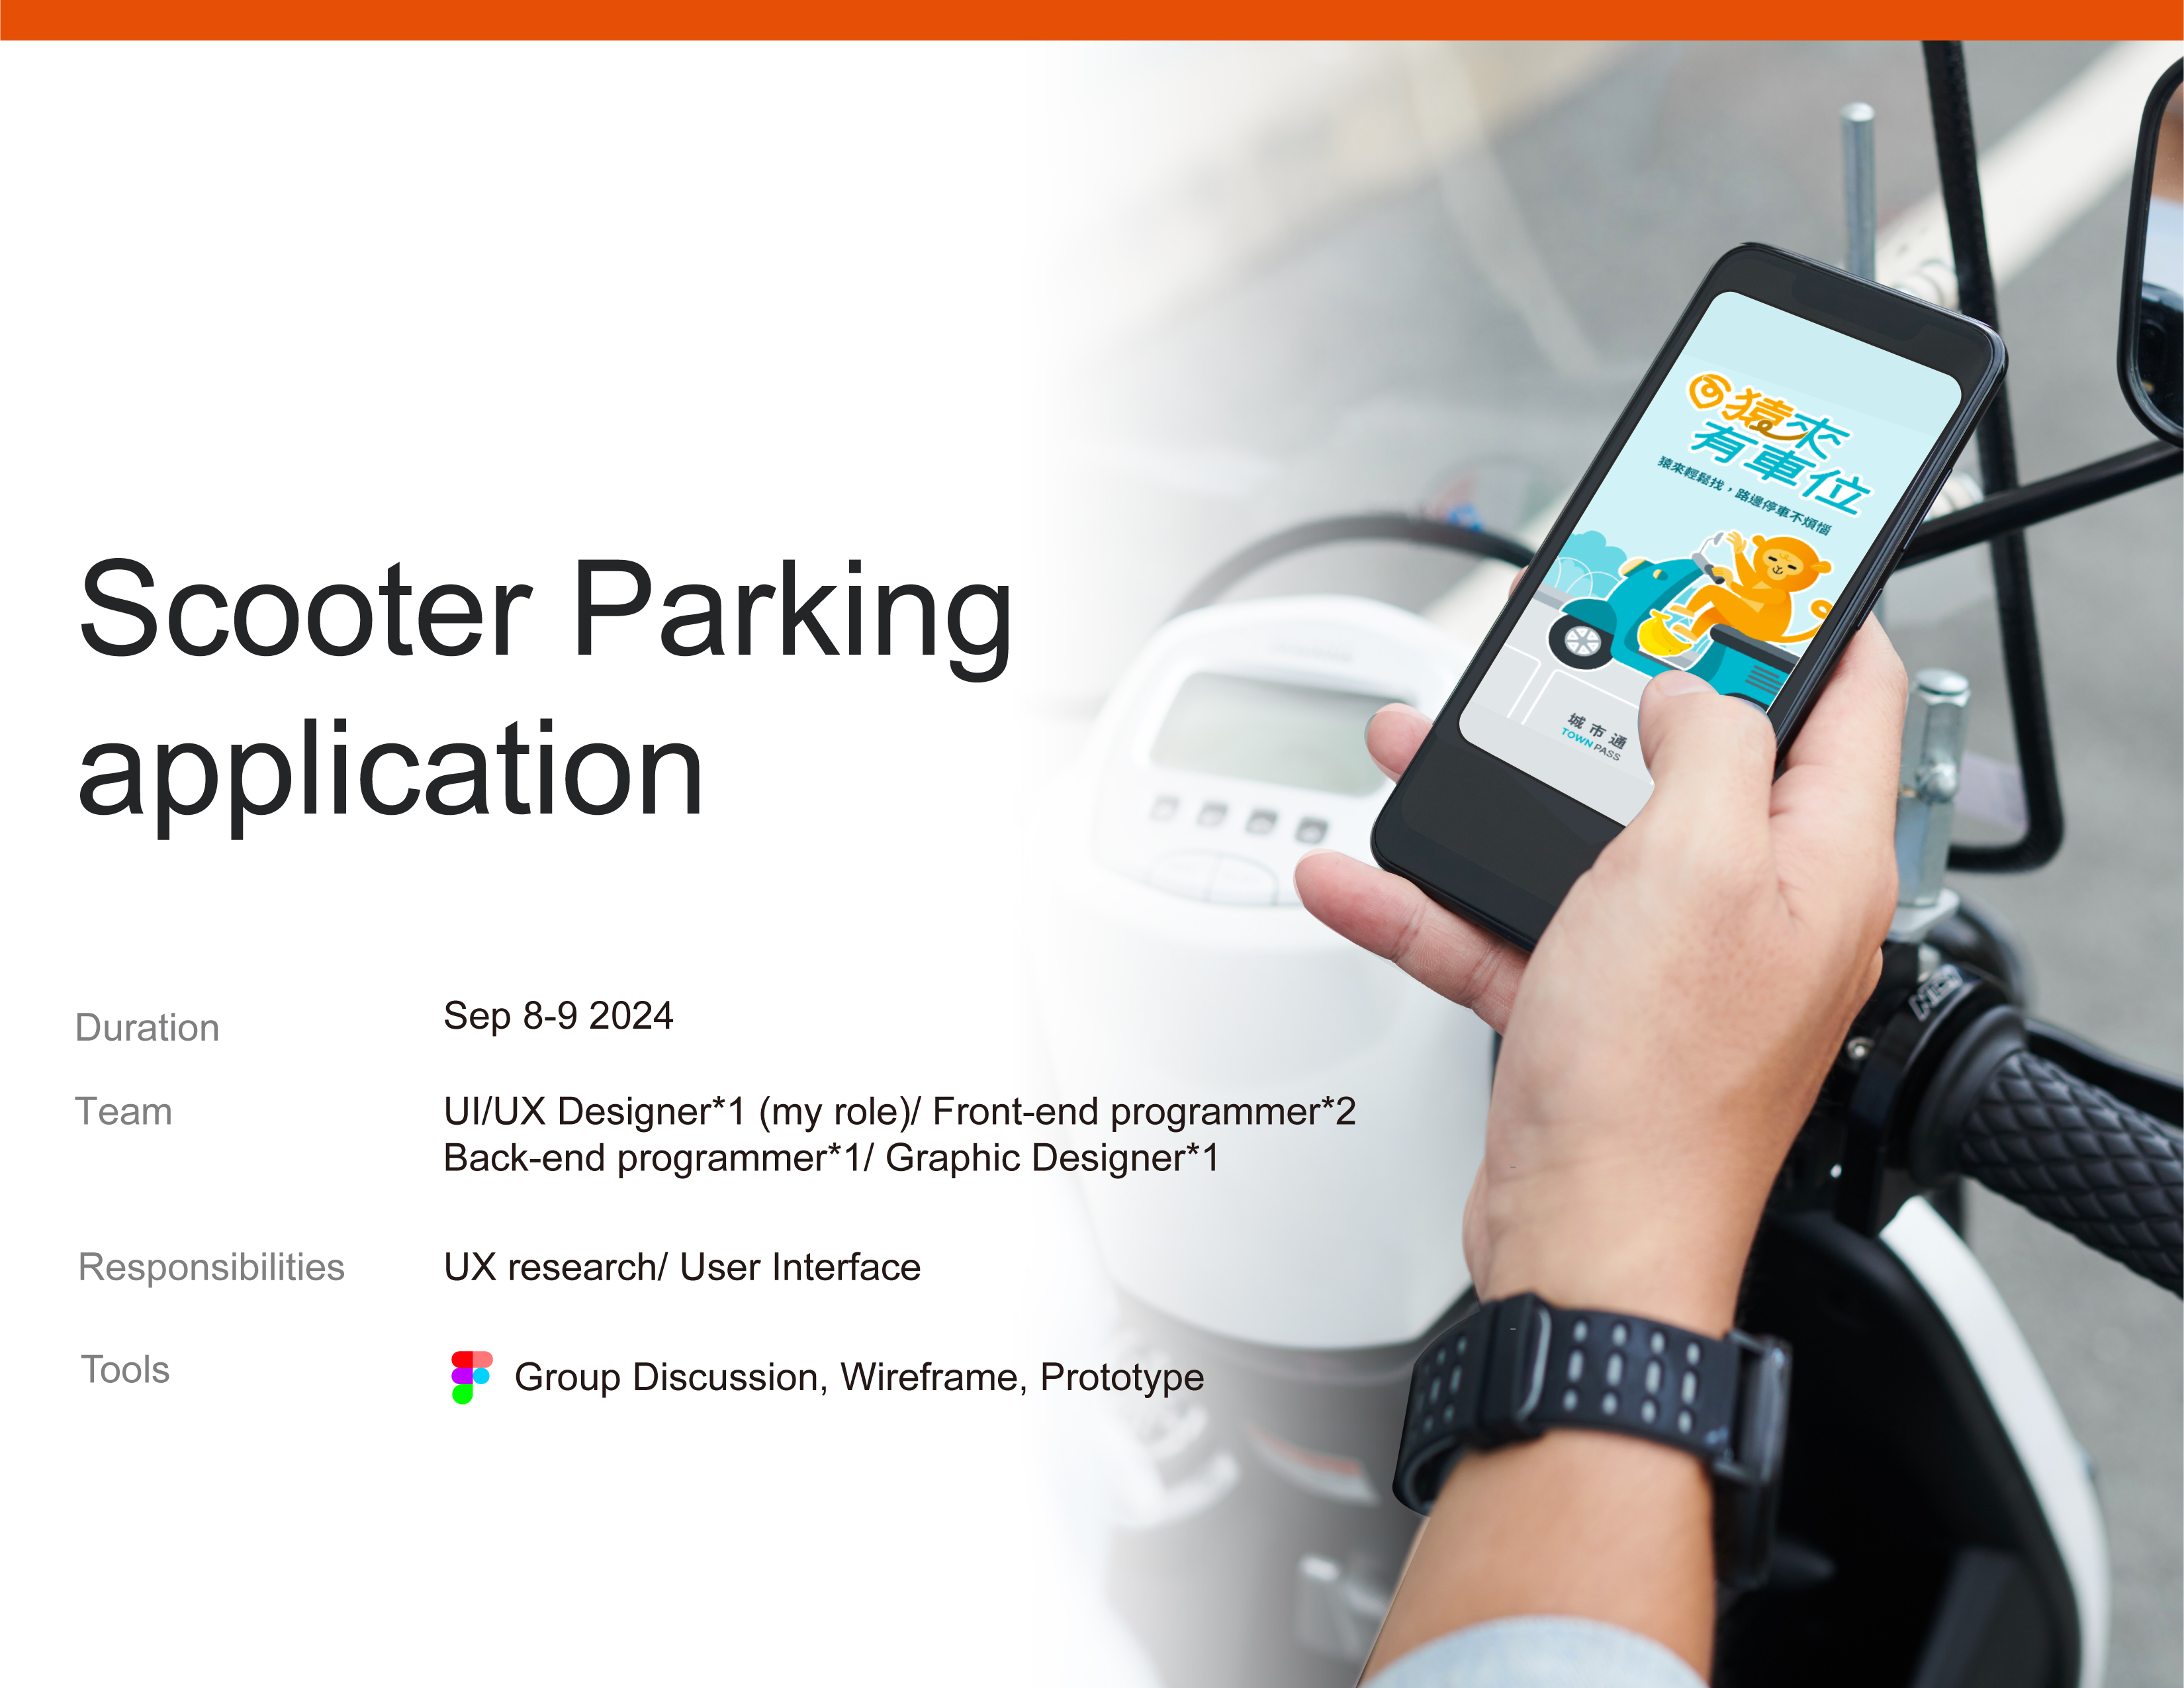 Scooter Parking
application
Duration
Sep 8-9 2024
Team
UI/UX Designer*1 (my role)/ Front-end programmer*2
Back-end programmer*1/ Graphic Designer*1
Responsibilities
UX research/ User Interface
Tools
Group Discussion, Wireframe, Prototype
猿來
有車位
猿來輕鬆找，路邊停車不煩惱
城市通
TOWN PASS